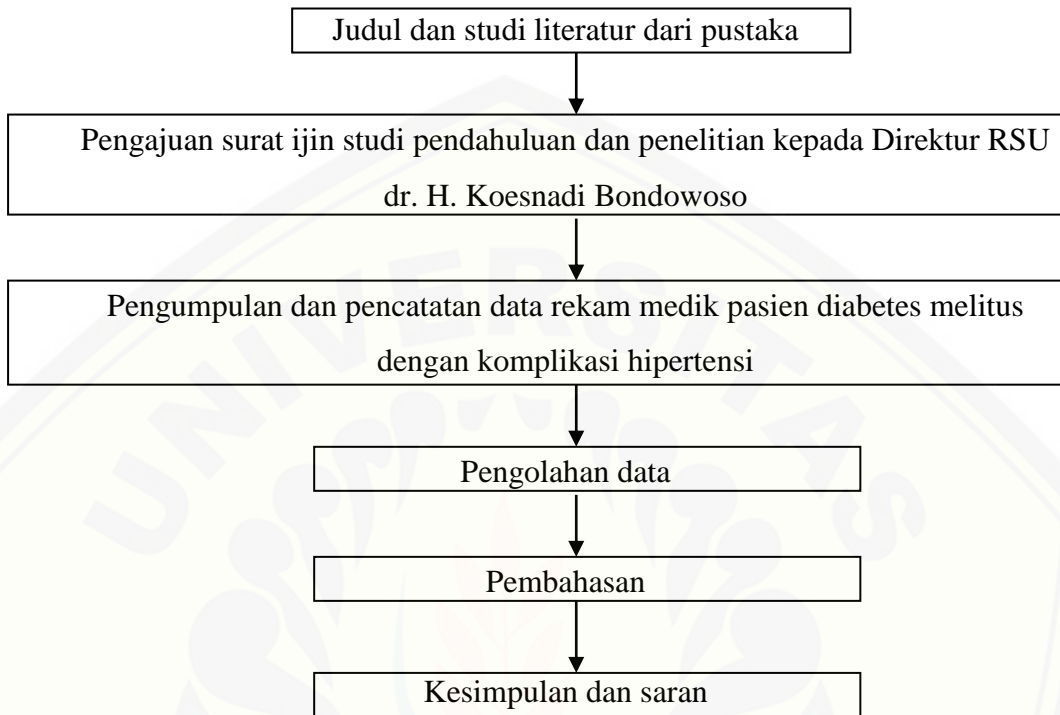 Judul dan studi literatur dari pustaka
Pengajuan surat ijin studi pendahuluan dan penelitian kepada Direktur RSU
dr. H. Koesnadi Bondowoso
Pengumpulan dan pencatatan data rekam medik pasien diabetes melitus
dengan komplikasi hipertensi
Pengolahan data
Pembahasan
Kesimpulan dan saran
UNIVERSITAS